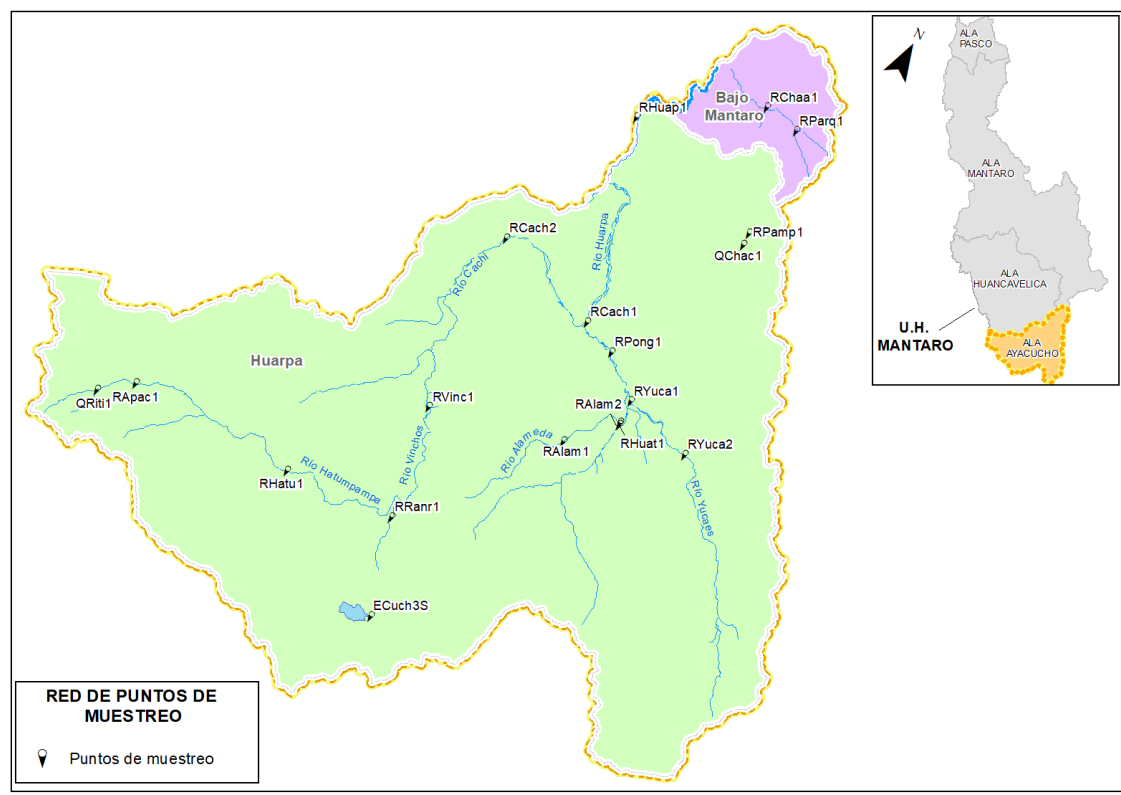 N
ALA
PASCO
ALA
MANTARO
ALA
HUANCAVELICA
U.H.
MANTARO
ALA
AYACUCHO
Bajo
Mantaro
RChaa1
RHuap1
RParq1
RPamp1
QChac1
RCach2
Río Huarpa
Río Cachi
RCach1
RPong1
Huarpa
QRiti1
RApac1
RVinc1
RYuca1
RAlam2
RHuat1
Río Alameda
RAlam1
RYuca2
Río Vinchos
Río Hatumpampa
RHatu1
Río Yucaes
RRanr1
ECuch3S
RED DE PUNTOS DE
MUESTREO
Puntos de muestreo